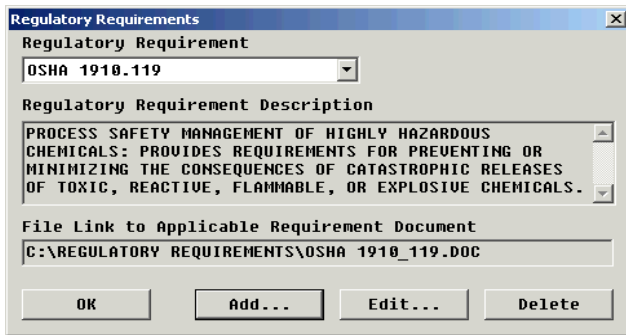 Regulatory Requirements
Regulatory Requirement
OSHA 1910.119
Regulatory Requirement Description
PROCESS SAFETY MANAGEMENT OF HIGHLY HAZARDOUS
CHEMICALS: PROVIDES REQUIREMENTS FOR PREVENTING OR
MINIMIZING THE CONSEQUENCES OF CATASTROPHIC RELEASES
OF TOXIC, REACTIVE, FLAMMABLE, OR EXPLOSIVE CHEMICALS.
File Link to Applicable Requirement Document
C:\REGULATORY REQUIREMENTS\OSHA 1910_119.DOC
OK Add... Edit... Delete